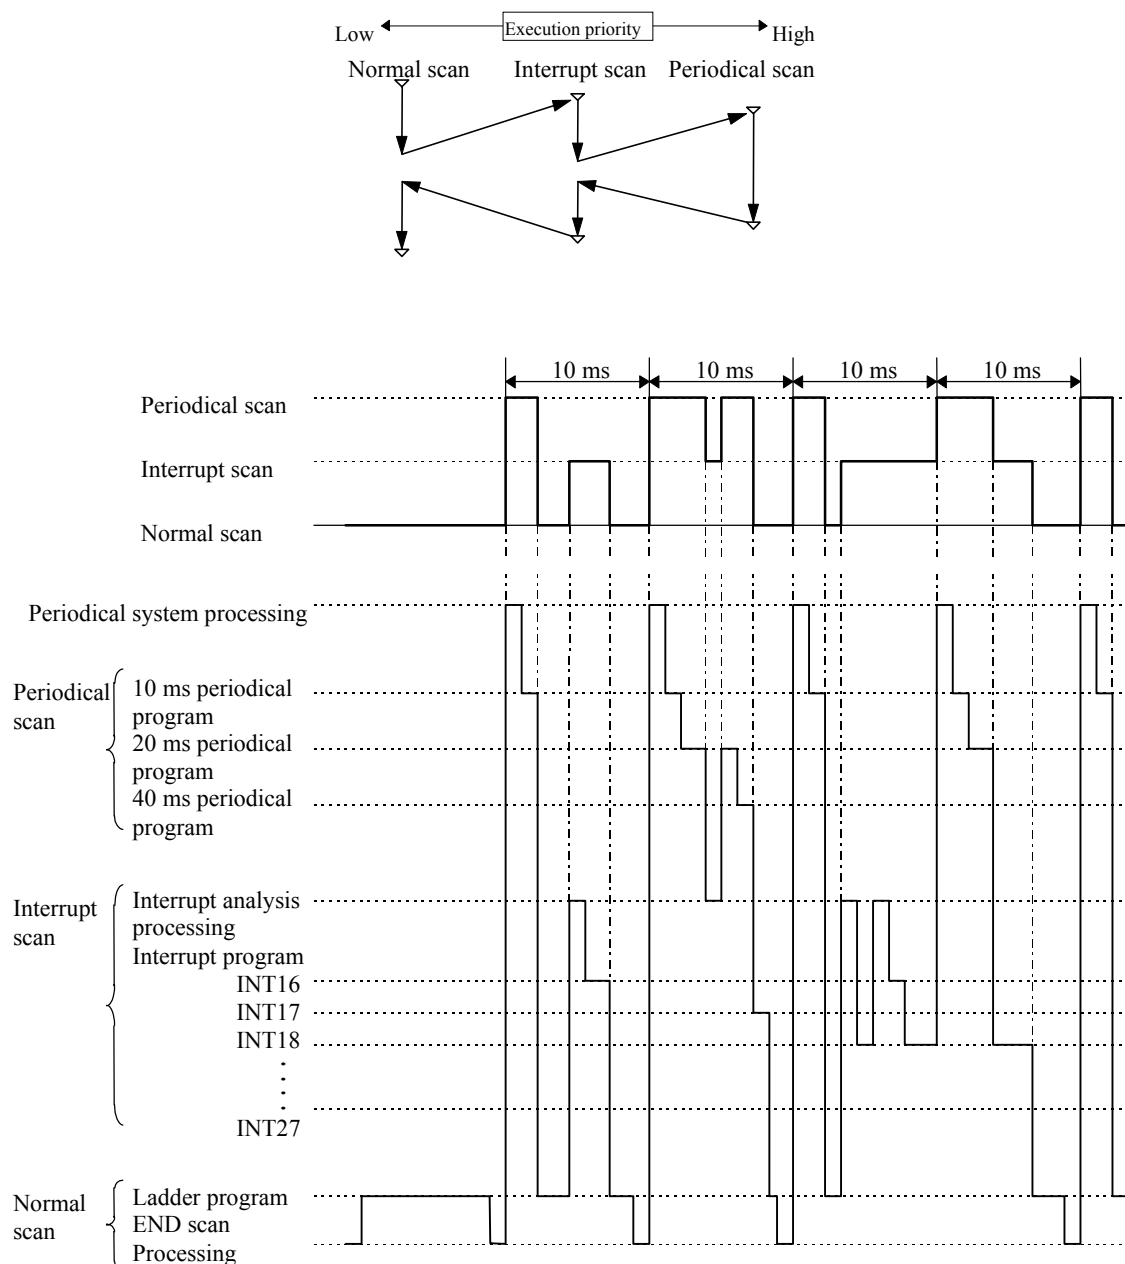 Execution priority
Low
High
Normal scan
Interrupt scan
Periodical scan
10 ms
10 ms
10 ms
10 ms
Periodical scan
Interrupt scan
Normal scan
Periodical system processing
Periodical
scan
10 ms periodical
program
20 ms periodical
program
40 ms periodical
program
Interrupt
scan
Interrupt analysis
processing
Interrupt program
INT16
INT17
INT18
INT27
Normal
scan
Ladder program
END scan
Processing